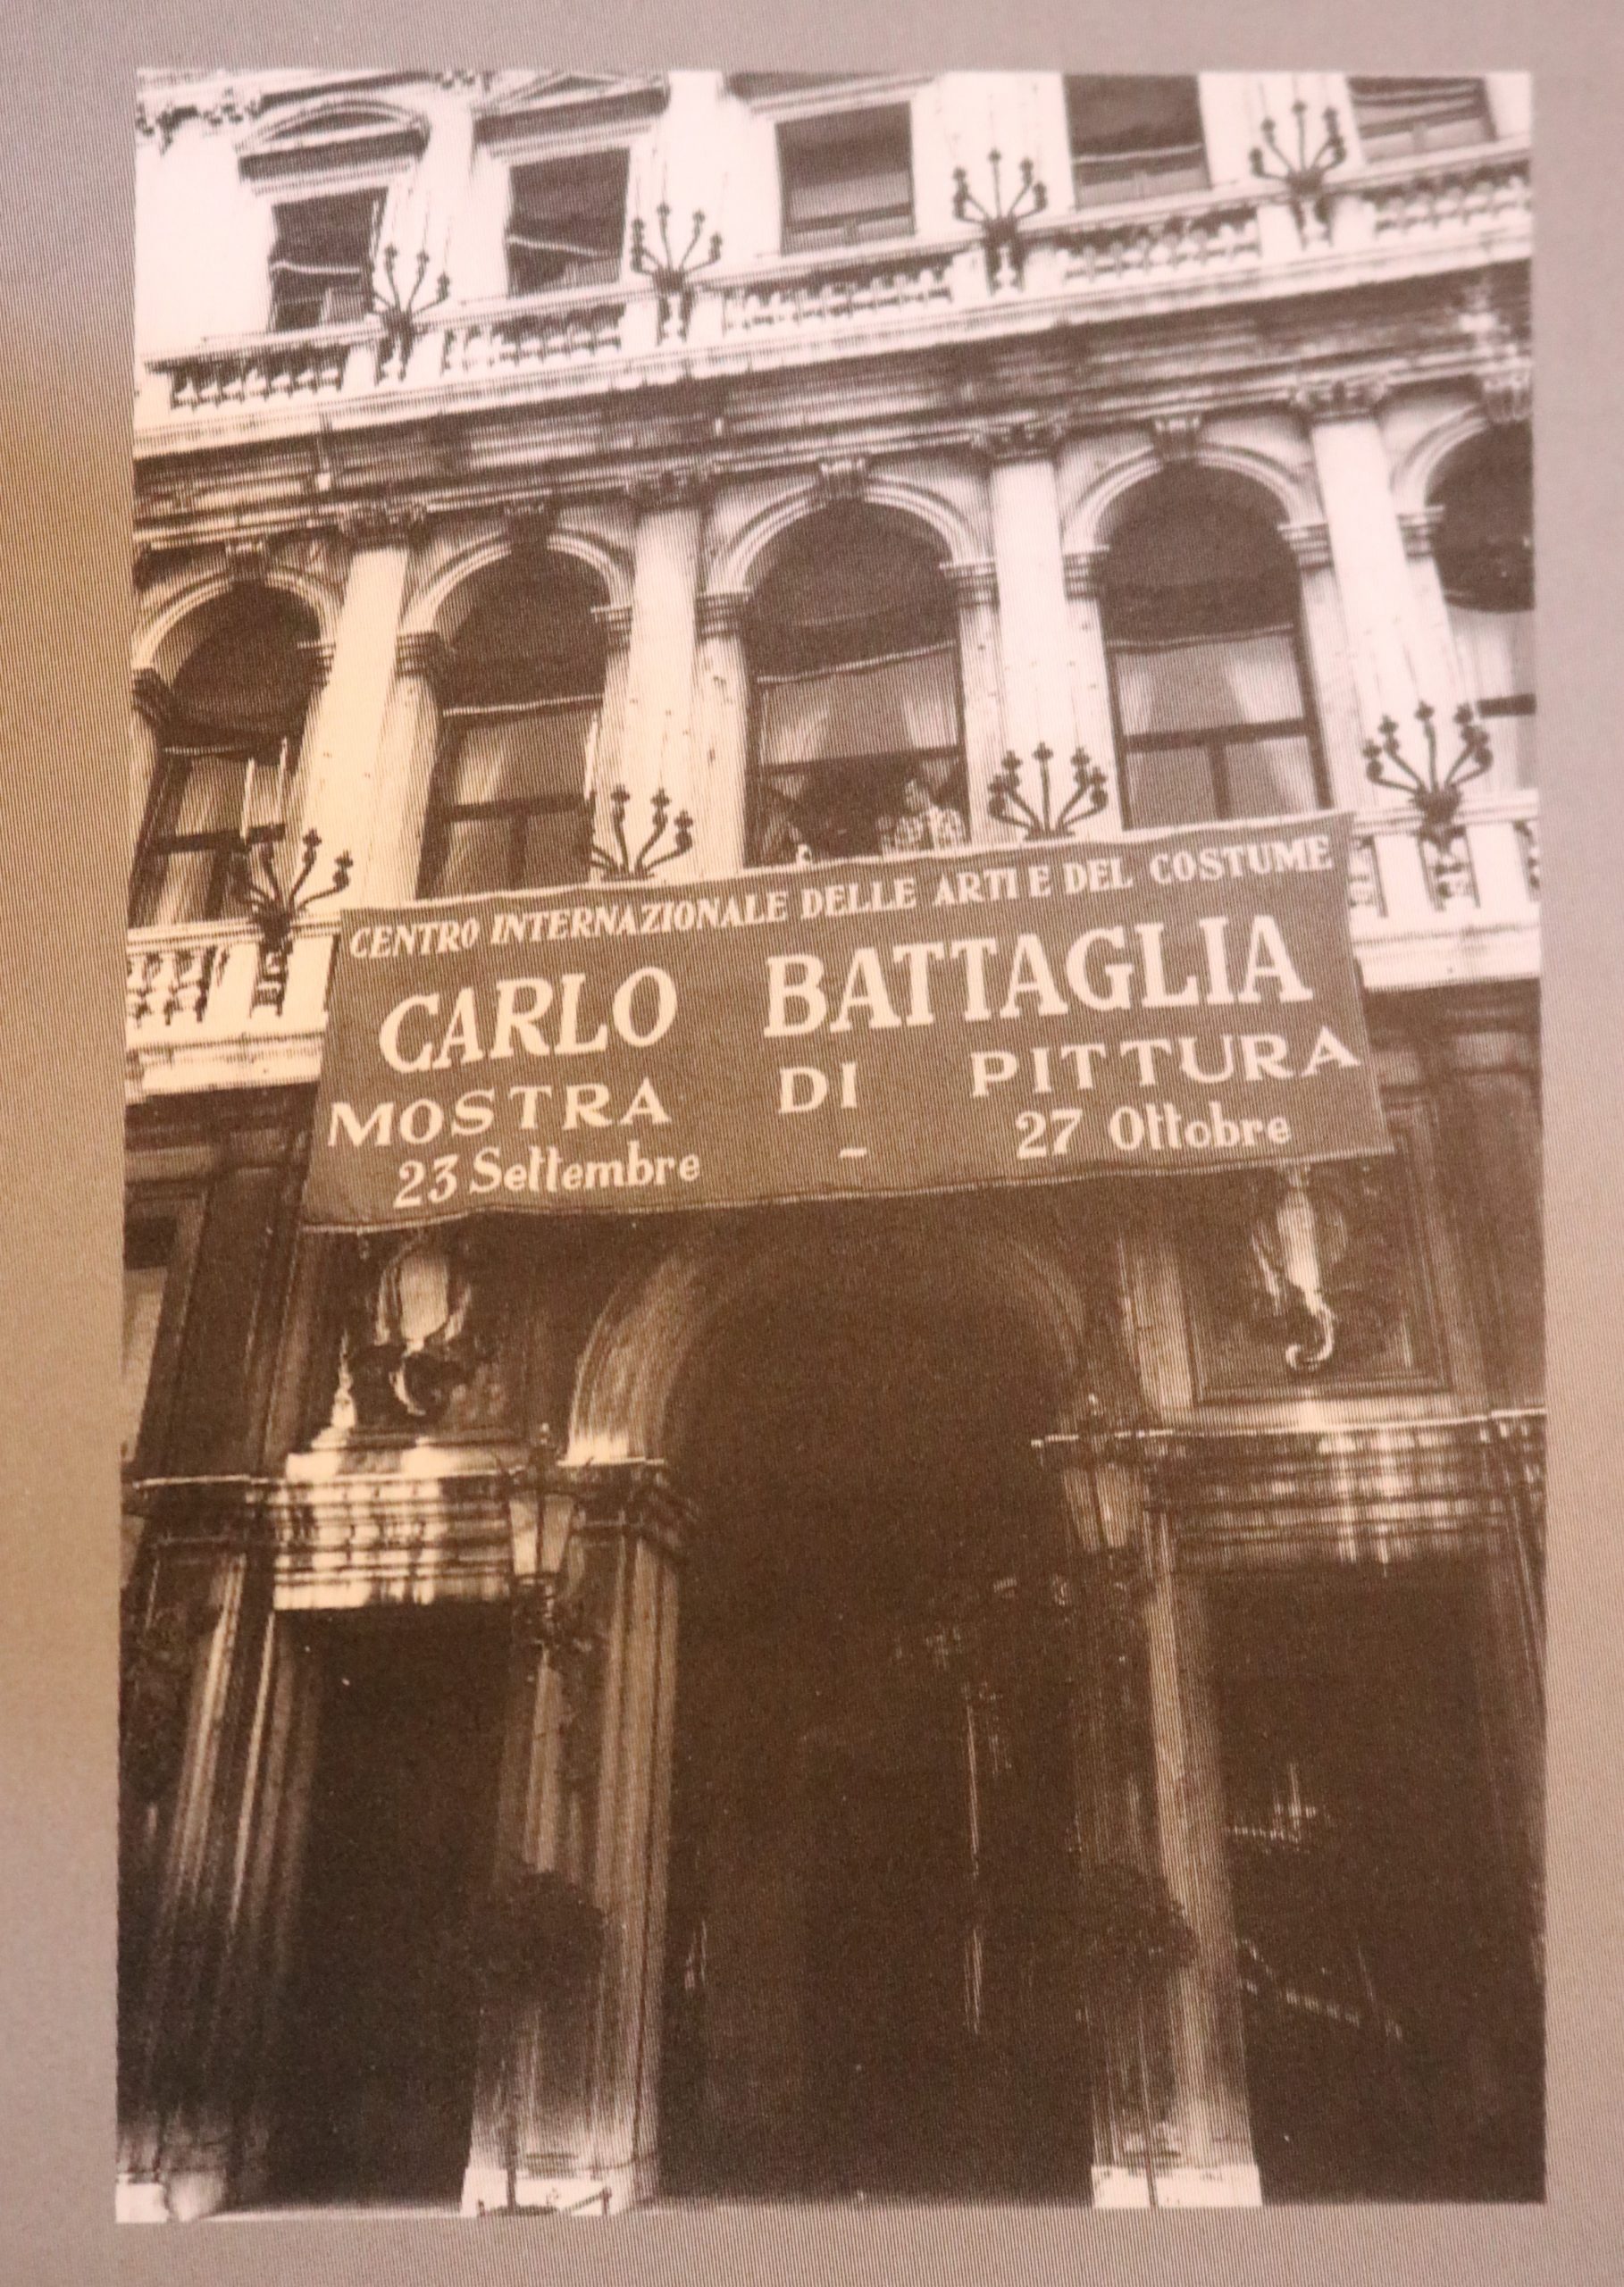 CENTRO INTERNAZIONALE DELLE ARTI E DEL COSTUME
CARLO BATTAGLIA
MOSTRA DI PITTURA
23 Settembre - 27 Ottobre